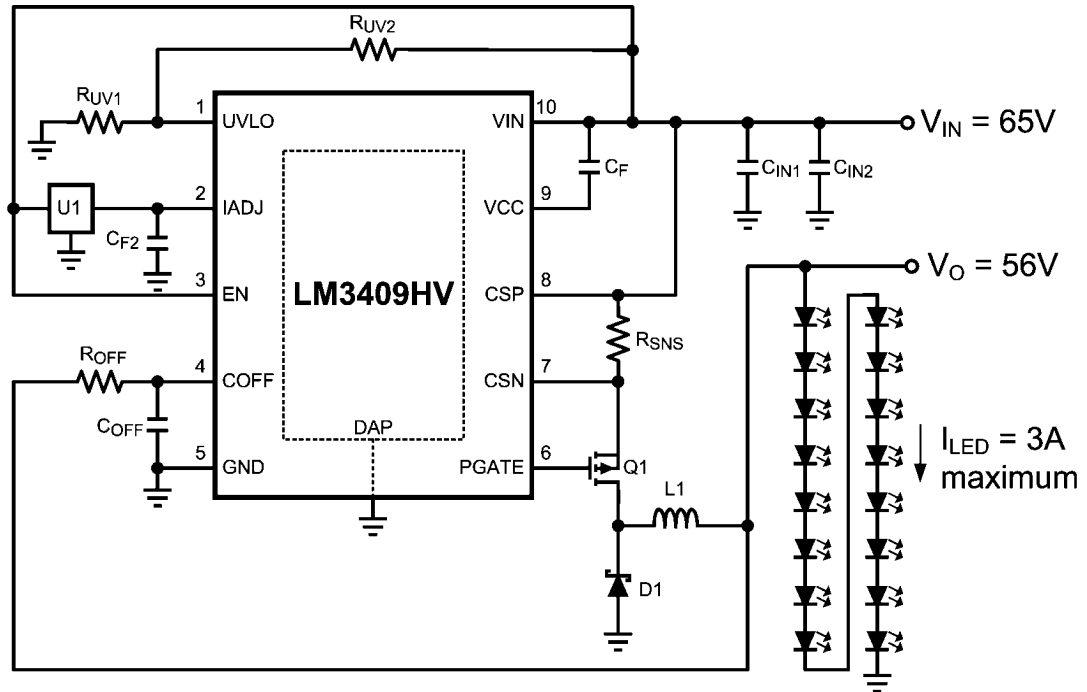 RUV2
RUV1
1
UVLO
VIN
10
VIN = 65V
CF
CIN1
CIN2
U1
2
IADJ
VCC
9
CF2
VO = 56V
3
EN
LM3409HV
CSP
8
RSNS
ROFF
4
COFF
CSN
7
COFF
DAP
ILED = 3A
maximum
5
GND
PGATE
6
Q1
L1
D1